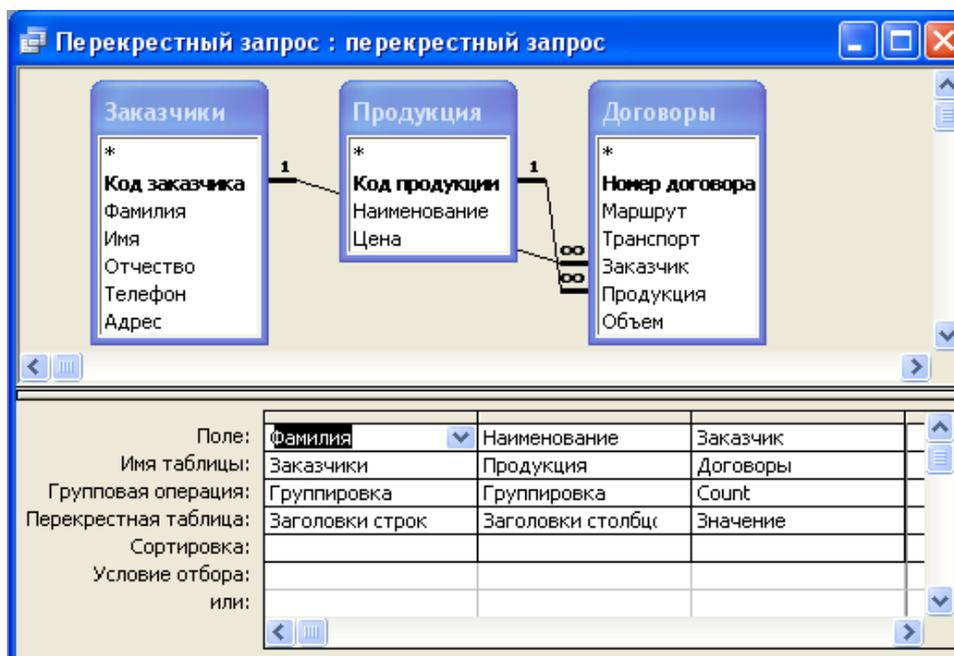 Перекрестный запрос : перекрестный запрос
Заказчики
*
Код заказчика
Фамилия
Имя
Отчество
Телефон
Адрес
Продукция
*
Код продукции
Наименование
Цена
Договоры
*
Номер договора
Маршрут
Транспорт
Заказчик
Продукция
Объем
1
1
∞
∞
Поле: Фамилия Наименование Заказчик
Имя таблицы: Заказчики Продукция Договоры
Групповая операция: Группировка Группировка Count
Перекрестная таблица: Заголовки строк Заголовки столбцо Значение
Сортировка:
Условие отбора:
или: